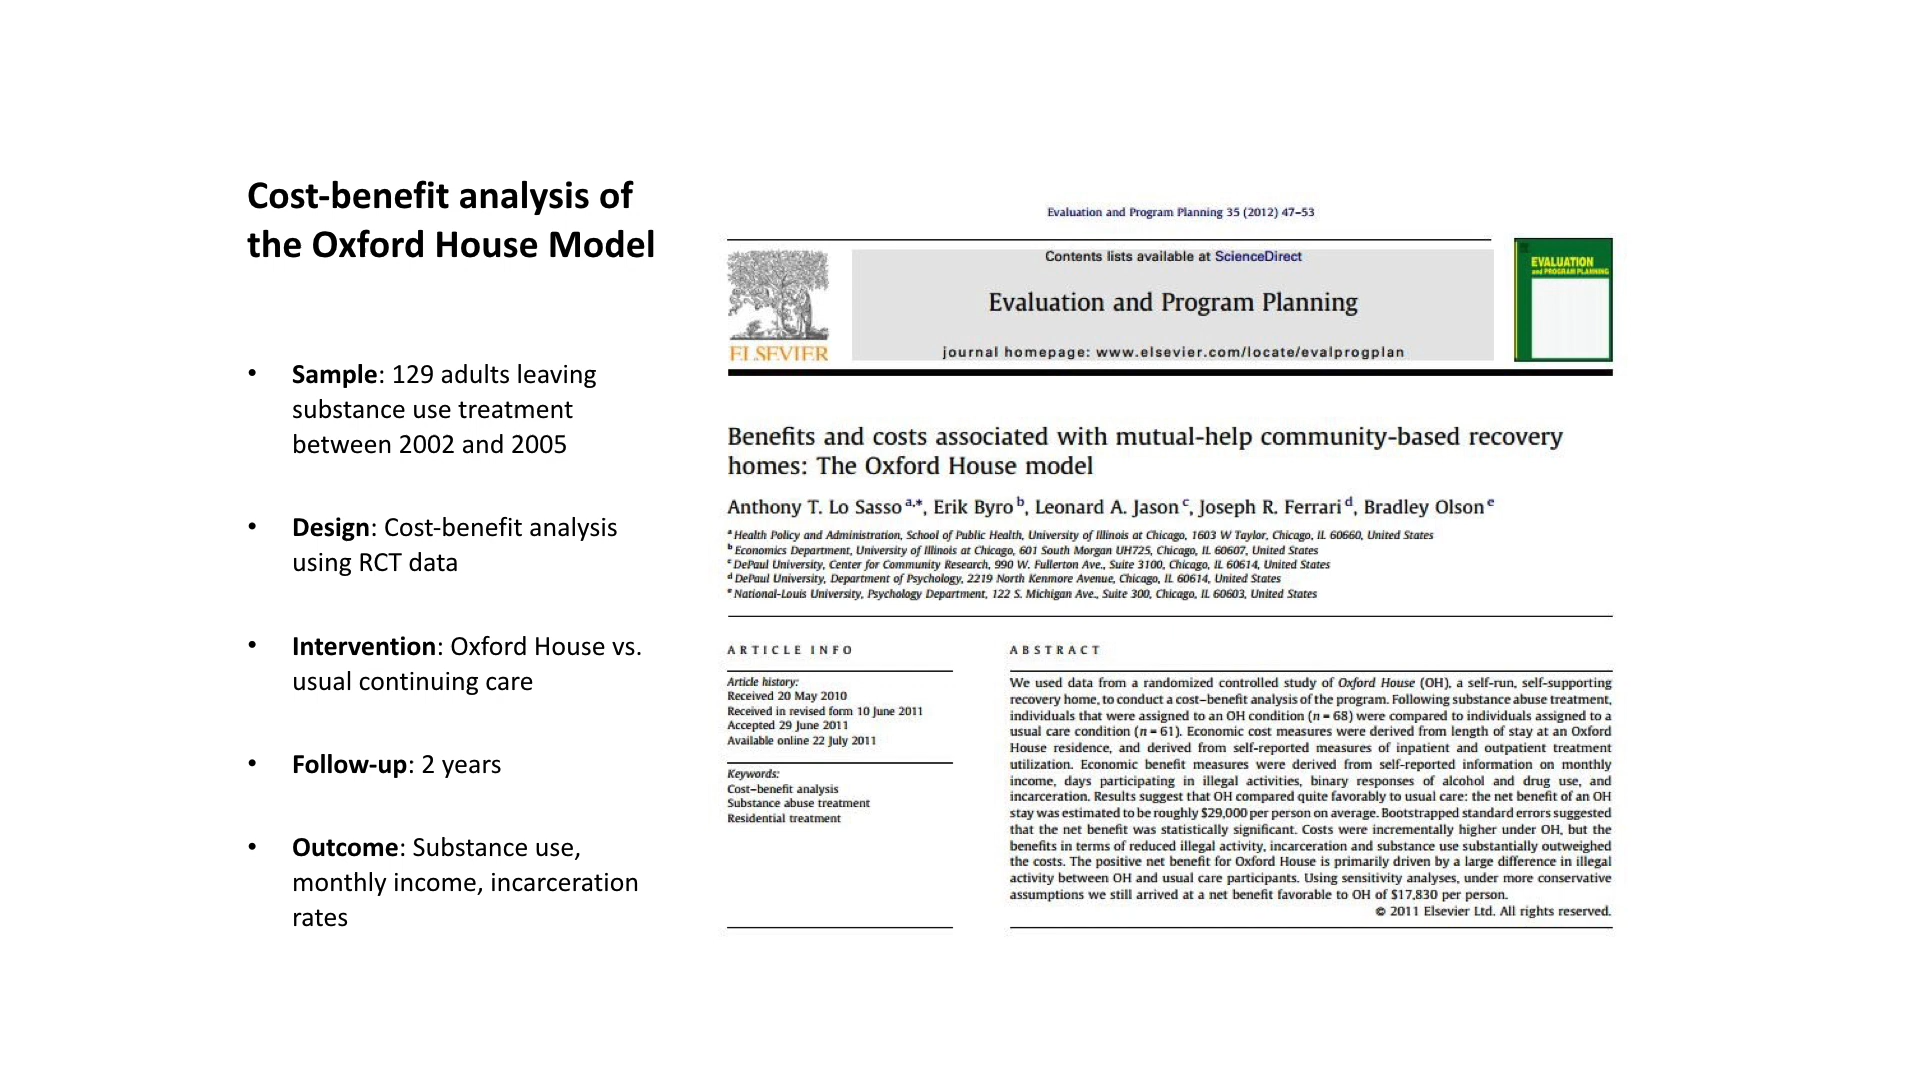 Cost-benefit analysis of
the Oxford House Model
• Sample: 129 adults leaving
substance use treatment
between 2002 and 2005
• Design: Cost-benefit analysis
using RCT data
• Intervention: Oxford House vs.
usual continuing care
• Follow-up: 2 years
• Outcome: Substance use,
monthly income, incarceration
rates
Evaluation and Program Planning 35 (2012) 47–53
Contents lists available at ScienceDirect
Evaluation and Program Planning
journal homepage: www.elsevier.com/locate/evalprogplan
ELSEVIER
EVALUATION
and PROGRAM PLANNING
Benefits and costs associated with mutual-help community-based recovery
homes: The Oxford House model
Anthony T. Lo Sasso a,*, Erik Byro b, Leonard A. Jason c, Joseph R. Ferrari d, Bradley Olson e
a Health Policy and Administration, School of Public Health, University of Illinois at Chicago, 1603 W Taylor, Chicago, IL 60660, United States
b Economics Department, University of Illinois at Chicago, 601 South Morgan UH725, Chicago, IL 60607, United States
c DePaul University, Center for Community Research, 990 W. Fullerton Ave., Suite 3100, Chicago, IL 60614, United States
d DePaul University, Department of Psychology, 2219 North Kenmore Avenue, Chicago, IL 60614, United States
e National-Louis University, Psychology Department, 122 S. Michigan Ave., Suite 300, Chicago, IL 60603, United States
ARTICLE INFO
Article history:
Received 20 May 2010
Received in revised form 10 June 2011
Accepted 29 June 2011
Available online 22 July 2011
Keywords:
Cost–benefit analysis
Substance abuse treatment
Residential treatment
ABSTRACT
We used data from a randomized controlled study of Oxford House (OH), a self-run, self-supporting
recovery home, to conduct a cost–benefit analysis of the program. Following substance abuse treatment,
individuals that were assigned to an OH condition (n = 68) were compared to individuals assigned to a
usual care condition (n = 61). Economic cost measures were derived from length of stay at an Oxford
House residence, and derived from self-reported measures of inpatient and outpatient treatment
utilization. Economic benefit measures were derived from self-reported information on monthly
income, days participating in illegal activities, binary responses of alcohol and drug use, and
incarceration. Results suggest that OH compared quite favorably to usual care: the net benefit of an OH
stay was estimated to be roughly $29,000 per person on average. Bootstrapped standard errors suggested
that the net benefit was statistically significant. Costs were incrementally higher under OH, but the
benefits in terms of reduced illegal activity, incarceration and substance use substantially outweighed
the costs. The positive net benefit for Oxford House is primarily driven by a large difference in illegal
activity between OH and usual care participants. Using sensitivity analyses, under more conservative
assumptions we still arrived at a net benefit favorable to OH of $17,830 per person.
© 2011 Elsevier Ltd. All rights reserved.